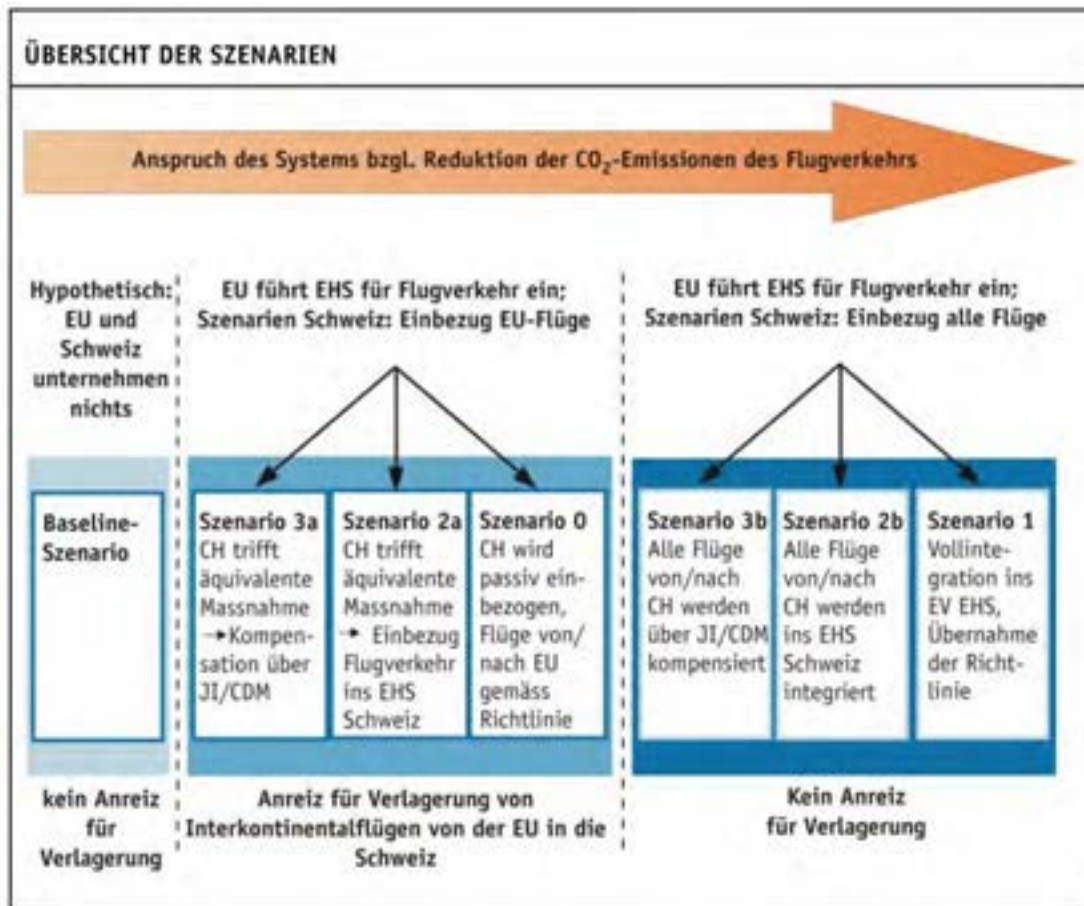 ÜBERSICHT DER SZENARIEN
Anspruch des Systems bzgl. Reduktion der CO₂-Emissionen des Flugverkehrs
Hypothetisch:
EU und
Schweiz
unternehmen
nichts
EU führt EHS für Flugverkehr ein;
Szenarien Schweiz: Einbezug EU-Flüge
EU führt EHS für Flugverkehr ein;
Szenarien Schweiz: Einbezug alle Flüge
Baseline-
Szenario
Szenario 3a
CH trifft
äquivalente
Massnahme
→Kompen-
sation über
JI/CDM
Szenario 2a
CH trifft
äquivalente
Massnahme
→ Einbezug
Flugverkehr
ins EHS
Schweiz
Szenario 0
CH wird
passiv ein-
bezogen,
Flüge von/
nach EU
gemäss
Richtlinie
Szenario 3b
Alle Flüge
von/nach
CH werden
über JI/CDM
kompensiert
Szenario 2b
Alle Flüge
von/nach
CH werden
ins EHS
Schweiz
integriert
Szenario 1
Vollinte-
gration ins
EV EHS,
Übernahme
der Richt-
linie
kein Anreiz
für
Verlagerung
Anreiz für Verlagerung von
Interkontinentalflügen von der EU in die
Schweiz
Kein Anreiz
für Verlagerung